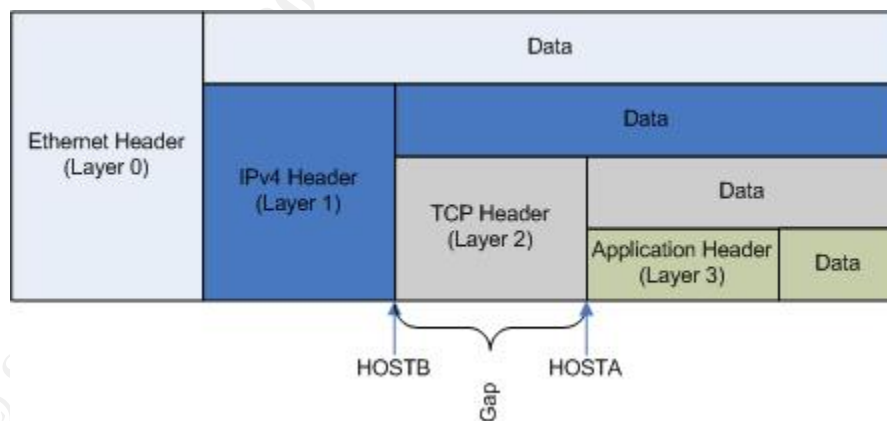 Data
Ethernet Header
(Layer 0)
Data
IPv4 Header
(Layer 1)
Data
TCP Header
(Layer 2)
Application Header
(Layer 3)
Data
HOSTB
HOSTA
Gap